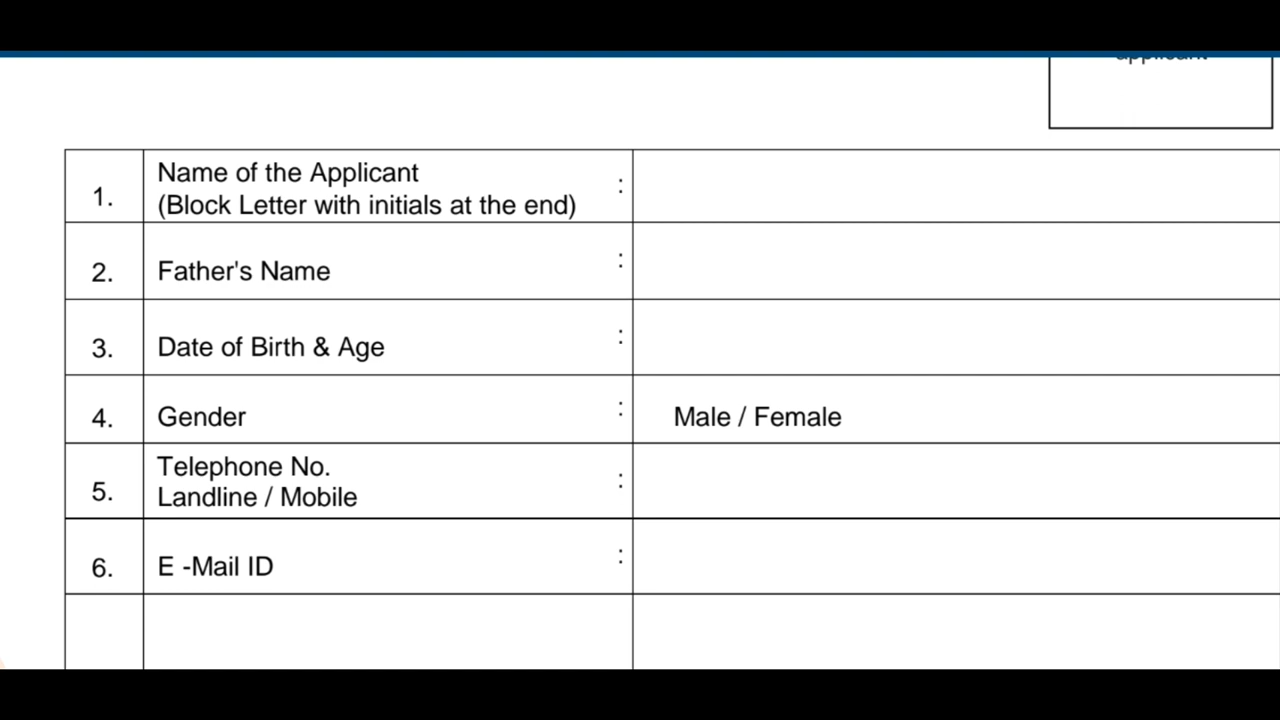 applicant
1.
Name of the Applicant
(Block Letter with initials at the end)
:
2.
Father's Name
:
3.
Date of Birth & Age
:
4.
Gender
:
Male / Female
5.
Telephone No.
Landline / Mobile
:
6.
E -Mail ID
: